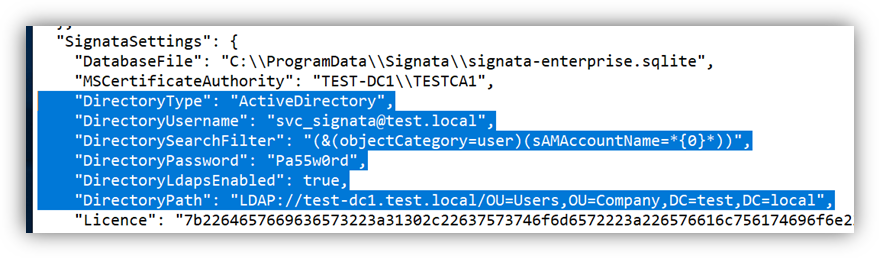 "SignataSettings": {
"DatabaseFile": "C:\\ProgramData\\Signata\\signata-enterprise.sqlite",
"MSCertificateAuthority": "TEST-DC1\\TESTCA1",
"DirectoryType": "ActiveDirectory",
"DirectoryUsername": "svc_signata@test.local",
"DirectorySearchFilter": "(&(objectCategory=user)(sAMAccountName=*{0}*))",
"DirectoryPassword": "Pa55w0rd",
"DirectoryLdapsEnabled": true,
"DirectoryPath": "LDAP://test-dc1.test.local/OU=Users,OU=Company,DC=test,DC=local",
"Licence": "7b2264657669636573223a31302c22637573746f6d6572223a226576616c756174696f6e2